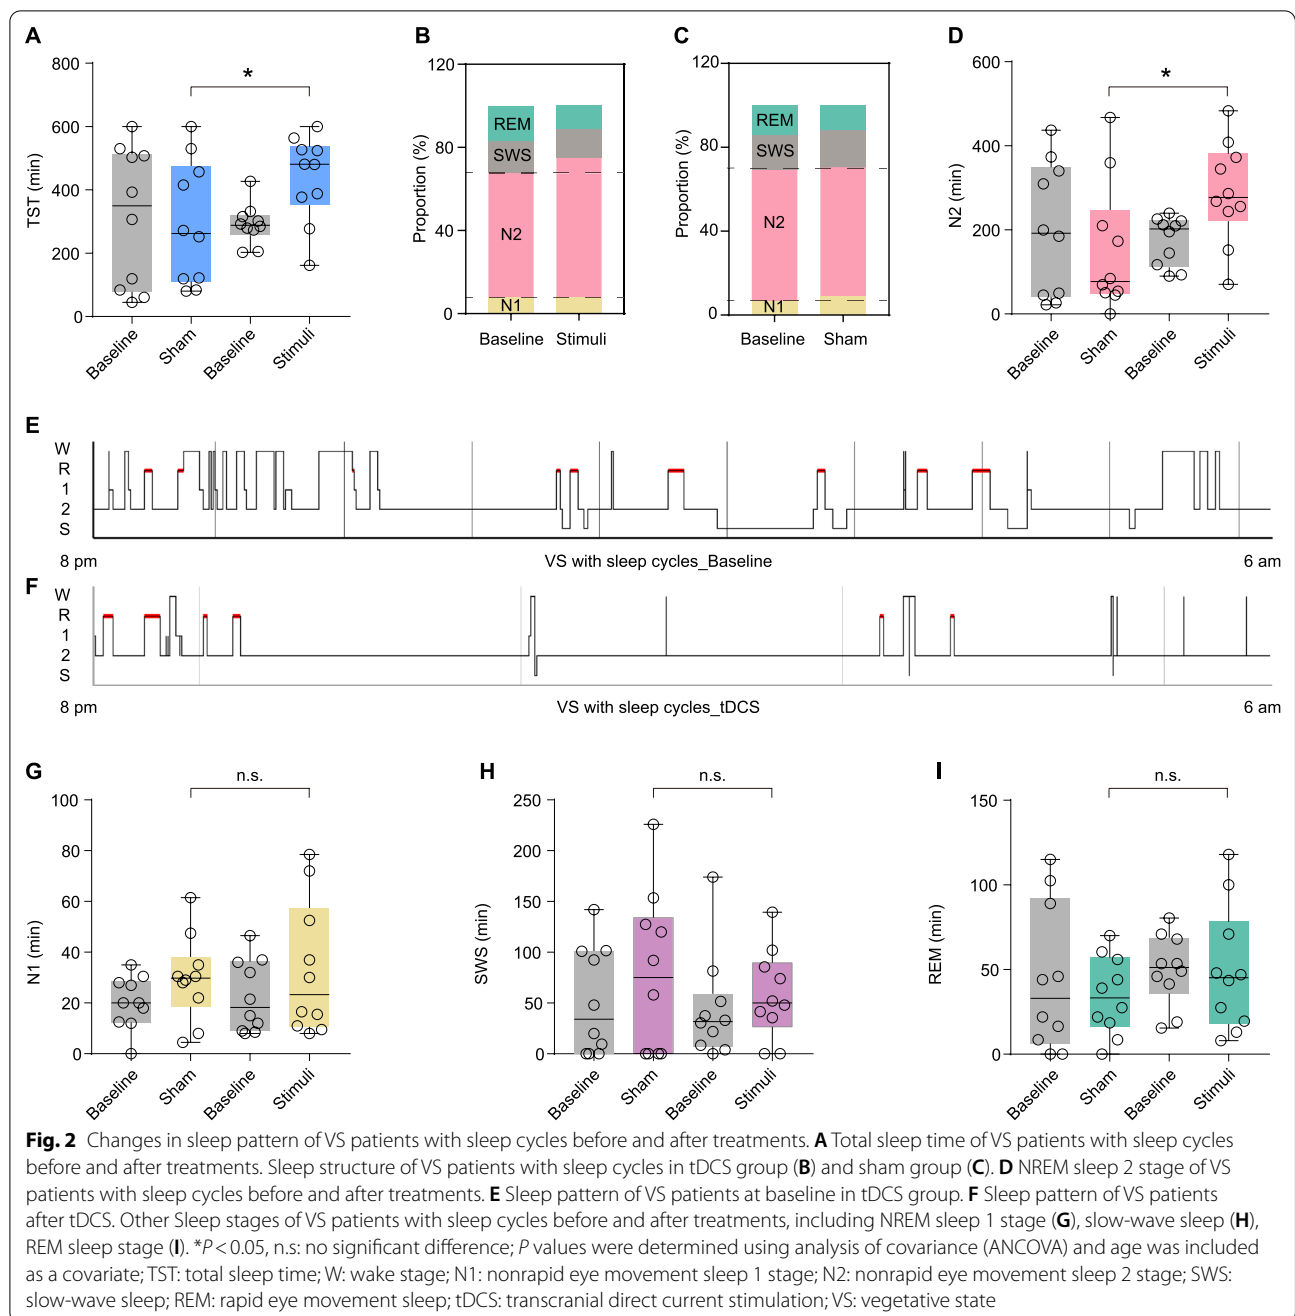 A
B
C
D
*
800
600
400
200
0
TST (min)
Baseline
Sham
Baseline
Stimuli
120
80
40
0
Proportion (%)
REM
SWS
N2
N1
Baseline Stimuli
120
80
40
0
Proportion (%)
REM
SWS
N2
N1
Baseline Sham
*
600
400
200
0
N2 (min)
Baseline
Sham
Baseline
Stimuli
E
W
R
1
2
S
8 pm VS with sleep cycles_Baseline 6 am
F
W
R
1
2
S
8 pm VS with sleep cycles_tDCS 6 am
G
n.s.
100
80
60
40
20
0
N1 (min)
Baseline
Sham
Baseline
Stimuli
H
n.s.
250
200
150
100
50
0
SWS (min)
Baseline
Sham
Baseline
Stimuli
I
n.s.
150
100
50
0
REM (min)
Baseline
Sham
Baseline
Stimuli
Fig. 2 Changes in sleep pattern of VS patients with sleep cycles before and after treatments. A Total sleep time of VS patients with sleep cycles
before and after treatments. Sleep structure of VS patients with sleep cycles in tDCS group (B) and sham group (C). D NREM sleep 2 stage of VS
patients with sleep cycles before and after treatments. E Sleep pattern of VS patients at baseline in tDCS group. F Sleep pattern of VS patients
after tDCS. Other Sleep stages of VS patients with sleep cycles before and after treatments, including NREM sleep 1 stage (G), slow-wave sleep (H),
REM sleep stage (I). *P < 0.05, n.s: no significant difference; P values were determined using analysis of covariance (ANCOVA) and age was included
as a covariate; TST: total sleep time; W: wake stage; N1: nonrapid eye movement sleep 1 stage; N2: nonrapid eye movement sleep 2 stage; SWS:
slow-wave sleep; REM: rapid eye movement sleep; tDCS: transcranial direct current stimulation; VS: vegetative state